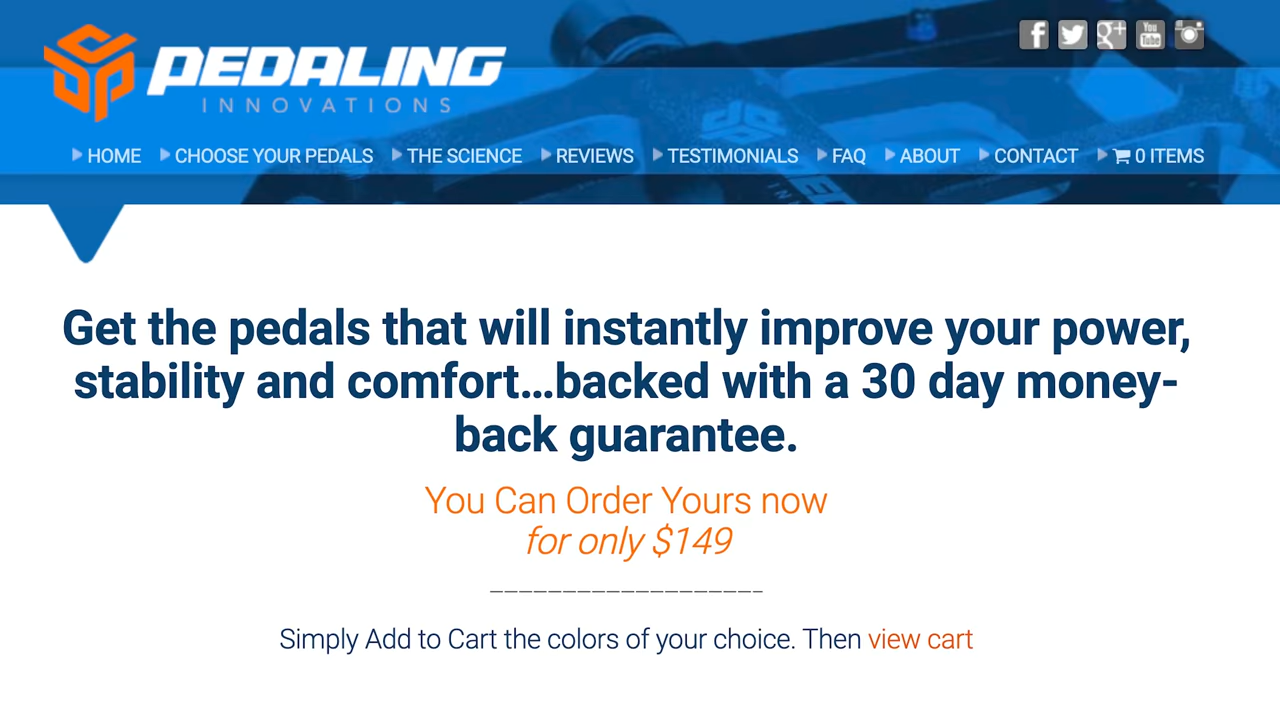 PEDALING
INNOVATIONS
HOME CHOOSE YOUR PEDALS THE SCIENCE REVIEWS TESTIMONIALS FAQ ABOUT CONTACT 0 ITEMS
Get the pedals that will instantly improve your power,
stability and comfort...backed with a 30 day money-
back guarantee.
You Can Order Yours now
for only $149
___________________
Simply Add to Cart the colors of your choice. Then view cart